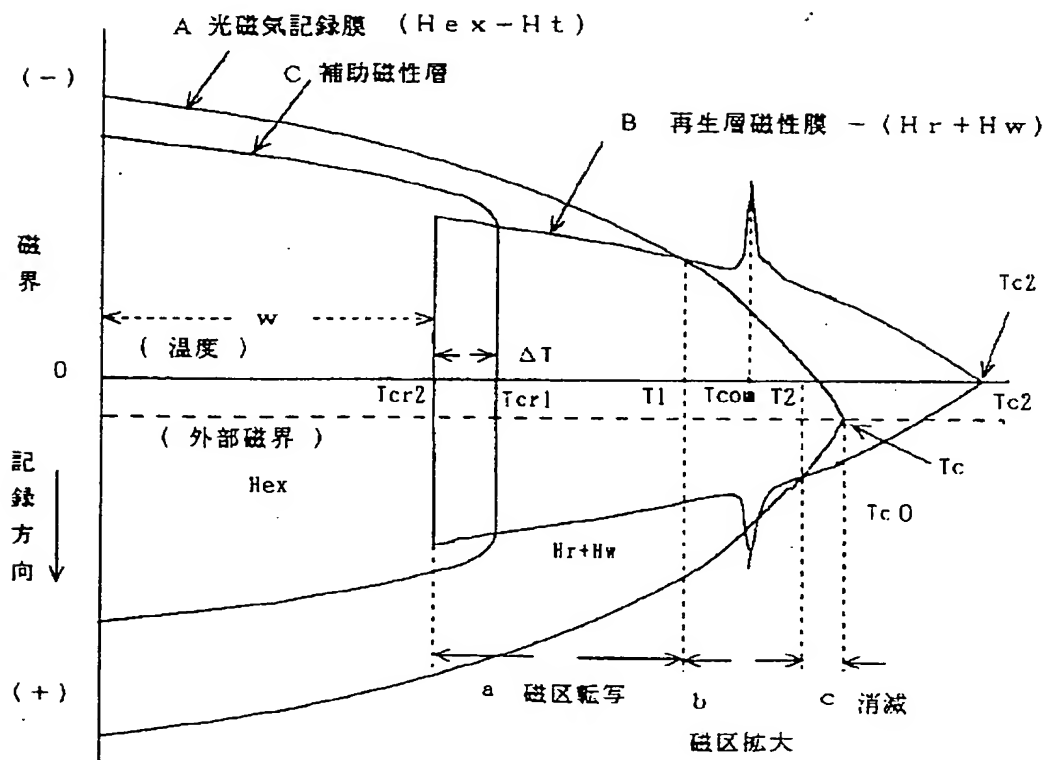 A 光磁気記録膜 (Hex-Ht)
(-)
C 補助磁性層
B 再生層磁性膜 -(Hr+Hw)
磁界
Tc2
w
(温度)
ΔT
0
Tcr2
Tcr1
T1
Tcom
T2
Tc2
(外部磁界)
Tc
Hex
記録方向
Tc0
Hr+Hw
(+)
a 磁区転写
b
c 消滅
磁区拡大